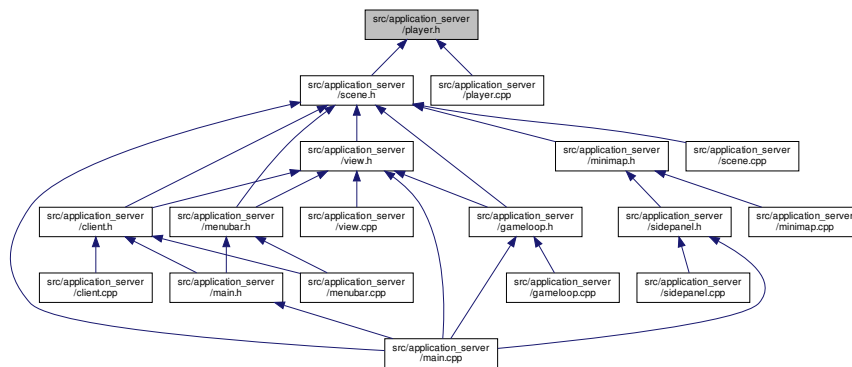 src/application_server
/player.h
src/application_server
/scene.h
src/application_server
/player.cpp
src/application_server
/view.h
src/application_server
/minimap.h
src/application_server
/scene.cpp
src/application_server
/client.h
src/application_server
/menubar.h
src/application_server
/view.cpp
src/application_server
/gameloop.h
src/application_server
/sidepanel.h
src/application_server
/minimap.cpp
src/application_server
/client.cpp
src/application_server
/main.h
src/application_server
/menubar.cpp
src/application_server
/gameloop.cpp
src/application_server
/sidepanel.cpp
src/application_server
/main.cpp